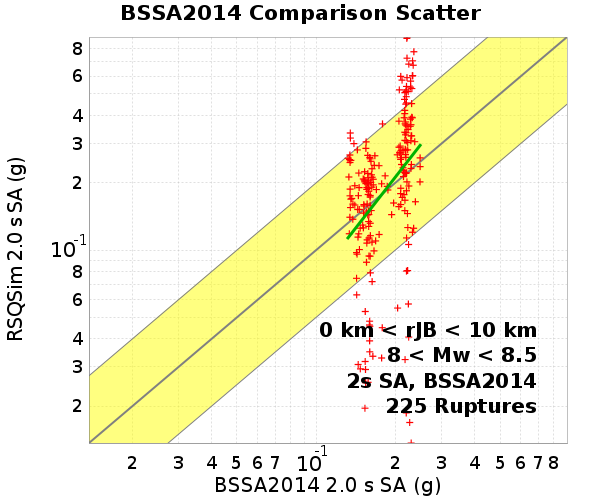 BSSA2014 Comparison Scatter
8
6
4
3
2
10⁻¹
8
6
4
3
2
RSQSim 2.0 s SA (g)
0 km < rJB < 10 km
8 < Mw < 8.5
2s SA, BSSA2014
225 Ruptures
2 3 4 5 6 7 10⁻¹ 2 3 4 5 6 7 8
BSSA2014 2.0 s SA (g)